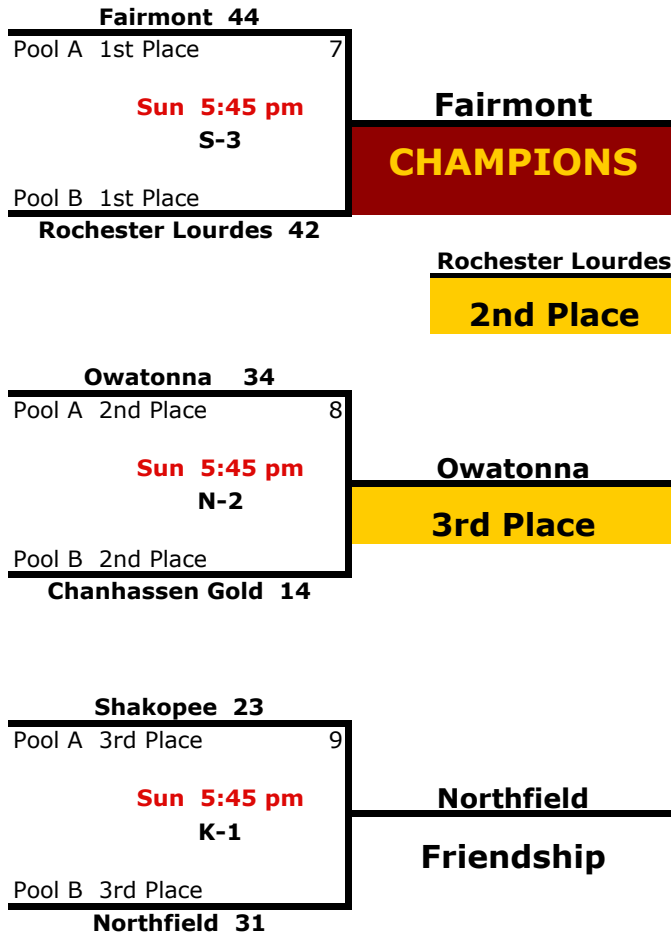 Fairmont 44
Pool A 1st Place 7
Sun 5:45 pm
S-3
Fairmont
CHAMPIONS
Pool B 1st Place
Rochester Lourdes 42
Rochester Lourdes
2nd Place
Owatonna 34
Pool A 2nd Place 8
Sun 5:45 pm
N-2
Owatonna
3rd Place
Pool B 2nd Place
Chanhassen Gold 14
Shakopee 23
Pool A 3rd Place 9
Sun 5:45 pm
K-1
Northfield
Friendship
Pool B 3rd Place
Northfield 31